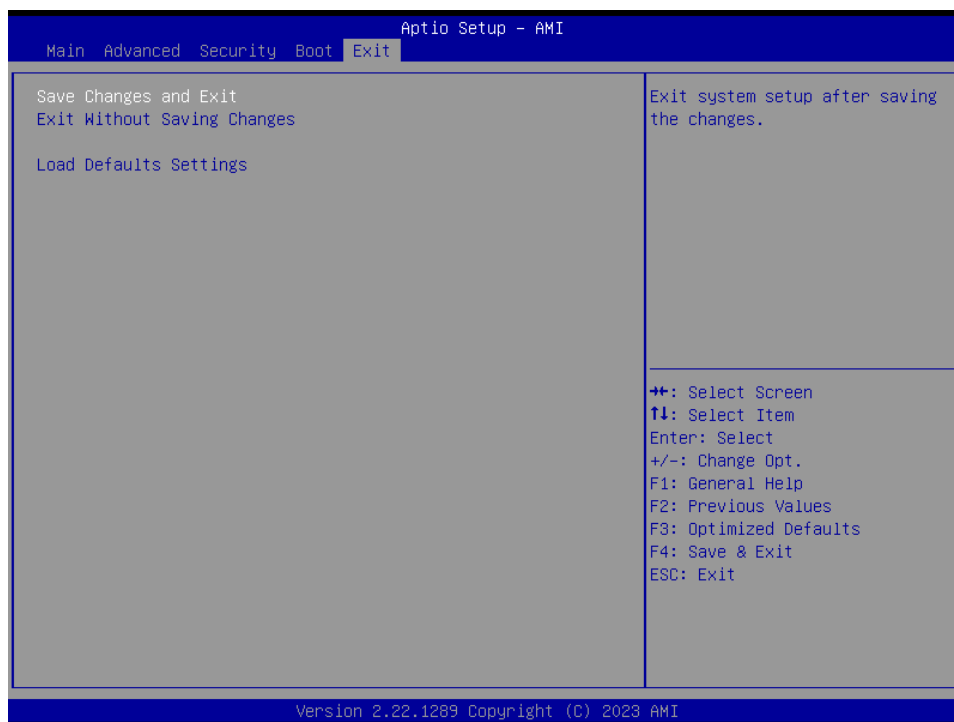 Aptio Setup – AMI
Main Advanced Security Boot Exit
Save Changes and Exit
Exit Without Saving Changes
Load Defaults Settings
Exit system setup after saving
the changes.
→←: Select Screen
↑↓: Select Item
Enter: Select
+/-: Change Opt.
F1: General Help
F2: Previous Values
F3: Optimized Defaults
F4: Save & Exit
ESC: Exit
Version 2.22.1289 Copyright (C) 2023 AMI